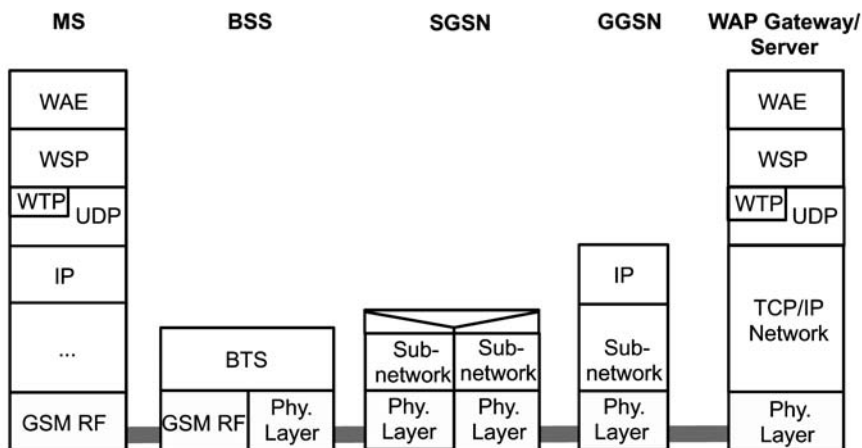 MS
BSS
SGSN
GGSN
WAP Gateway/
Server
WAE
WSP
WTP
UDP
IP
...
GSM RF
BTS
GSM RF
Phy.
Layer
Sub-
network
Sub-
network
Phy.
Layer
Phy.
Layer
IP
Sub-
network
Phy.
Layer
WAE
WSP
WTP
UDP
TCP/IP
Network
Phy.
Layer